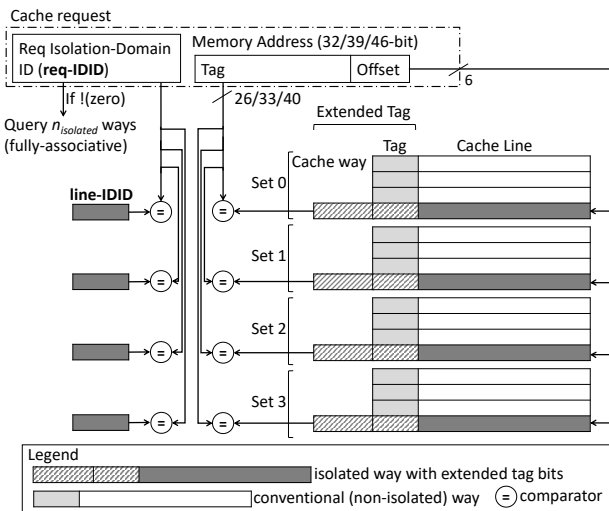 Cache request
Req Isolation-Domain
ID (req-IDID)
Memory Address (32/39/46-bit)
Tag
Offset
6
If !(zero)
26/33/40
Query n_isolated ways
(fully-associative)
Extended Tag
Tag
Cache Line
Cache way
Set 0
line-IDID
=
=
Set 1
=
=
Set 2
=
=
Set 3
=
=
Legend
isolated way with extended tag bits
conventional (non-isolated) way
= comparator